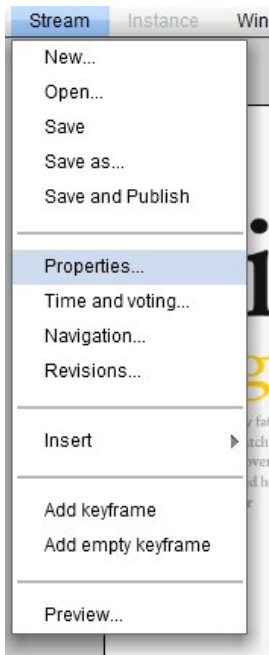 Stream Instance Win
New...
Open...
Save
Save as...
Save and Publish
Properties...
Time and voting...
Navigation...
Revisions...
Insert
Add keyframe
Add empty keyframe
Preview...